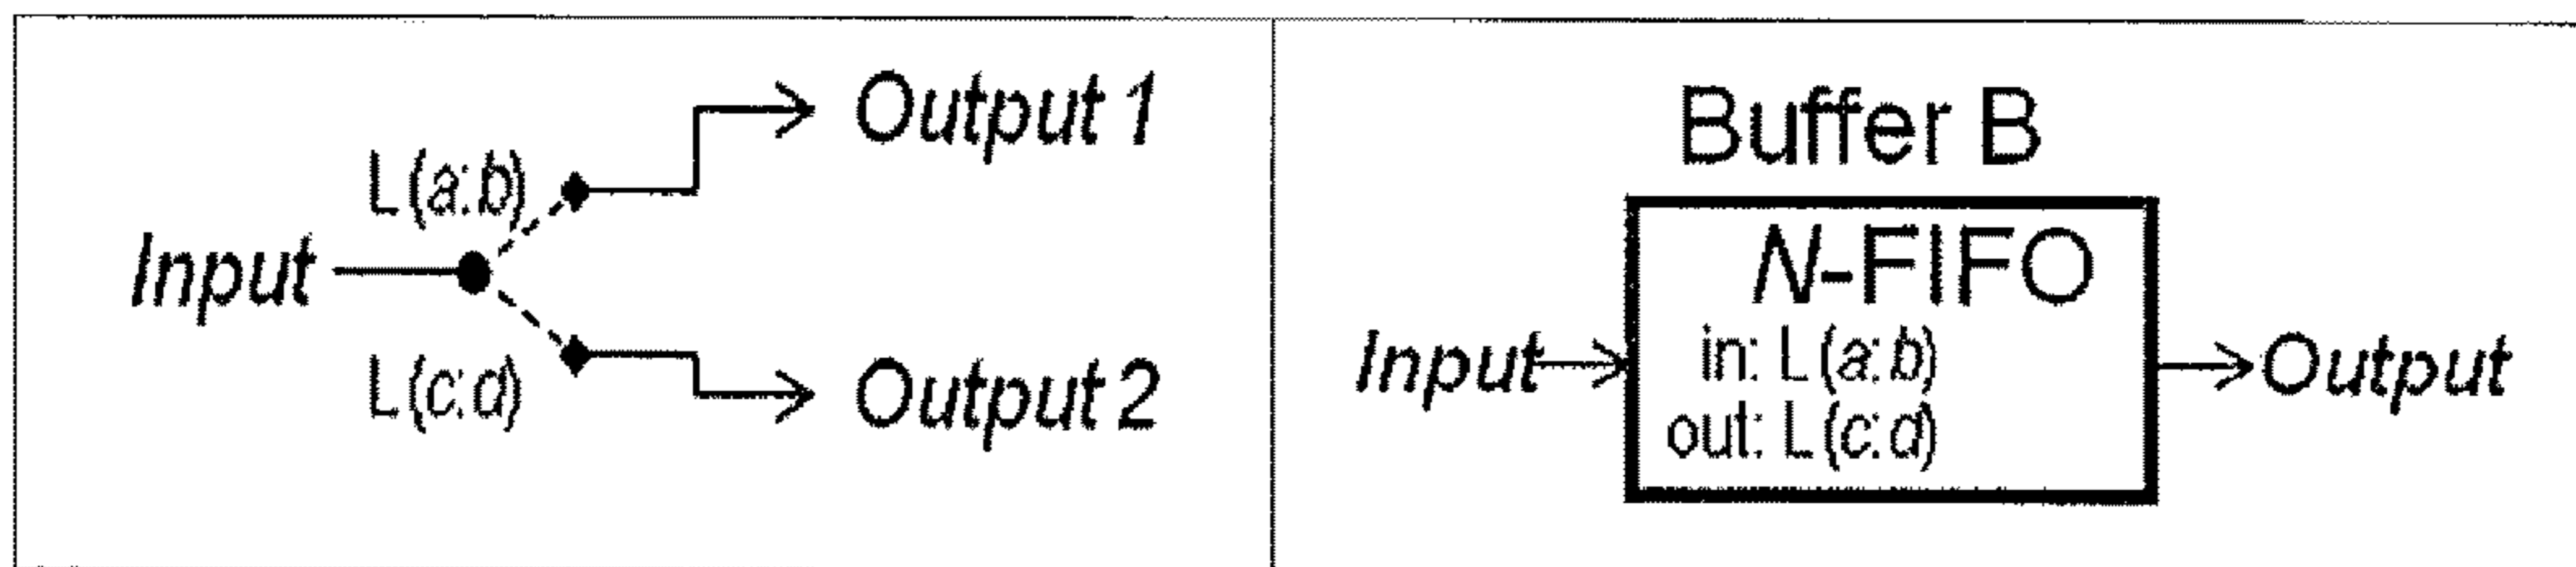 Output 1
L(a:b)
Input
L(c:d)
Output 2
Buffer B
N-FIFO
in: L(a:b)
out: L(c:d)
Input
Output